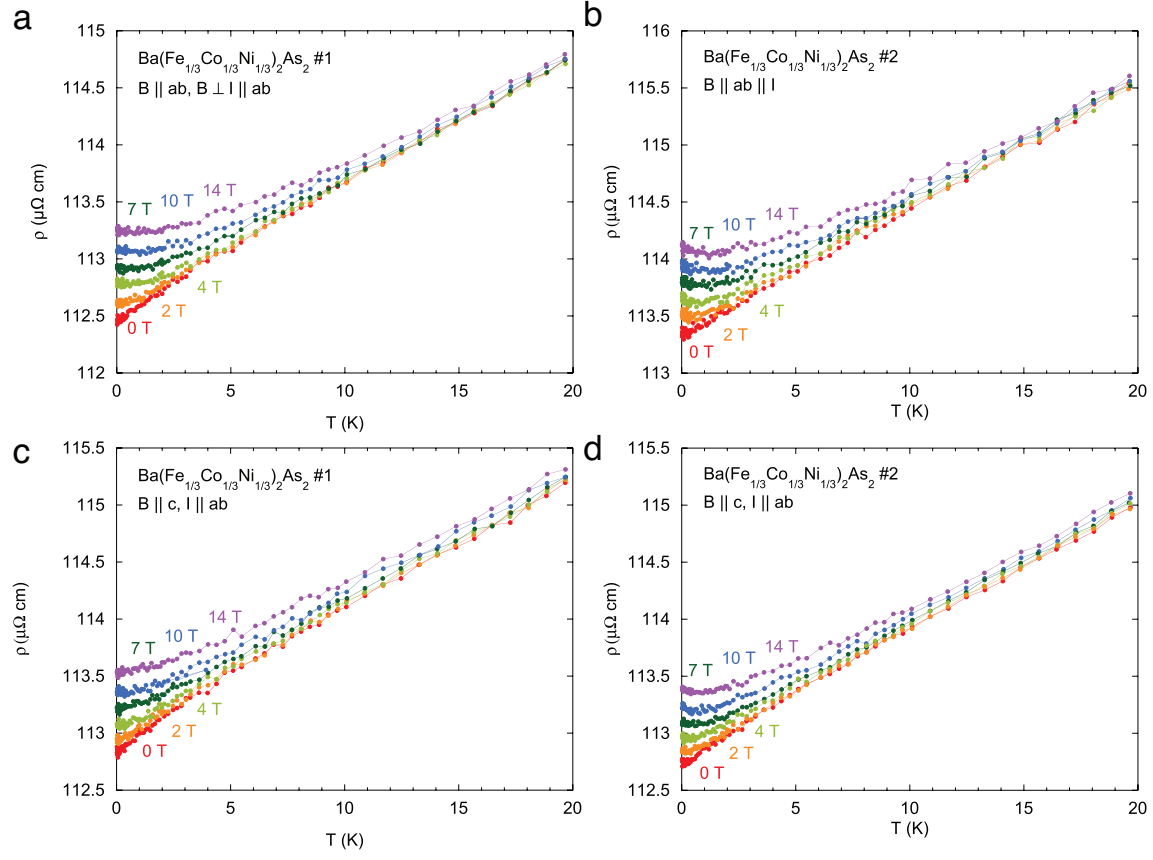 a
115
114.5
114
113.5
113
112.5
112
ρ (μΩ cm)
Ba(Fe1/3Co1/3Ni1/3)2As2 #1
B || ab, B ⊥ I || ab
14 T
10 T
7 T
4 T
2 T
0 T
0 5 10 15 20
T (K)
b
116
115.5
115
114.5
114
113.5
113
ρ (μΩ cm)
Ba(Fe1/3Co1/3Ni1/3)2As2 #2
B || ab || I
14 T
10 T
7 T
4 T
2 T
0 T
0 5 10 15 20
T (K)
c
115.5
115
114.5
114
113.5
113
112.5
ρ (μΩ cm)
Ba(Fe1/3Co1/3Ni1/3)2As2 #1
B || c, I || ab
14 T
10 T
7 T
4 T
2 T
0 T
0 5 10 15 20
T (K)
d
115.5
115
114.5
114
113.5
113
112.5
ρ (μΩ cm)
Ba(Fe1/3Co1/3Ni1/3)2As2 #2
B || c, I || ab
14 T
10 T
7 T
4 T
2 T
0 T
0 5 10 15 20
T (K)